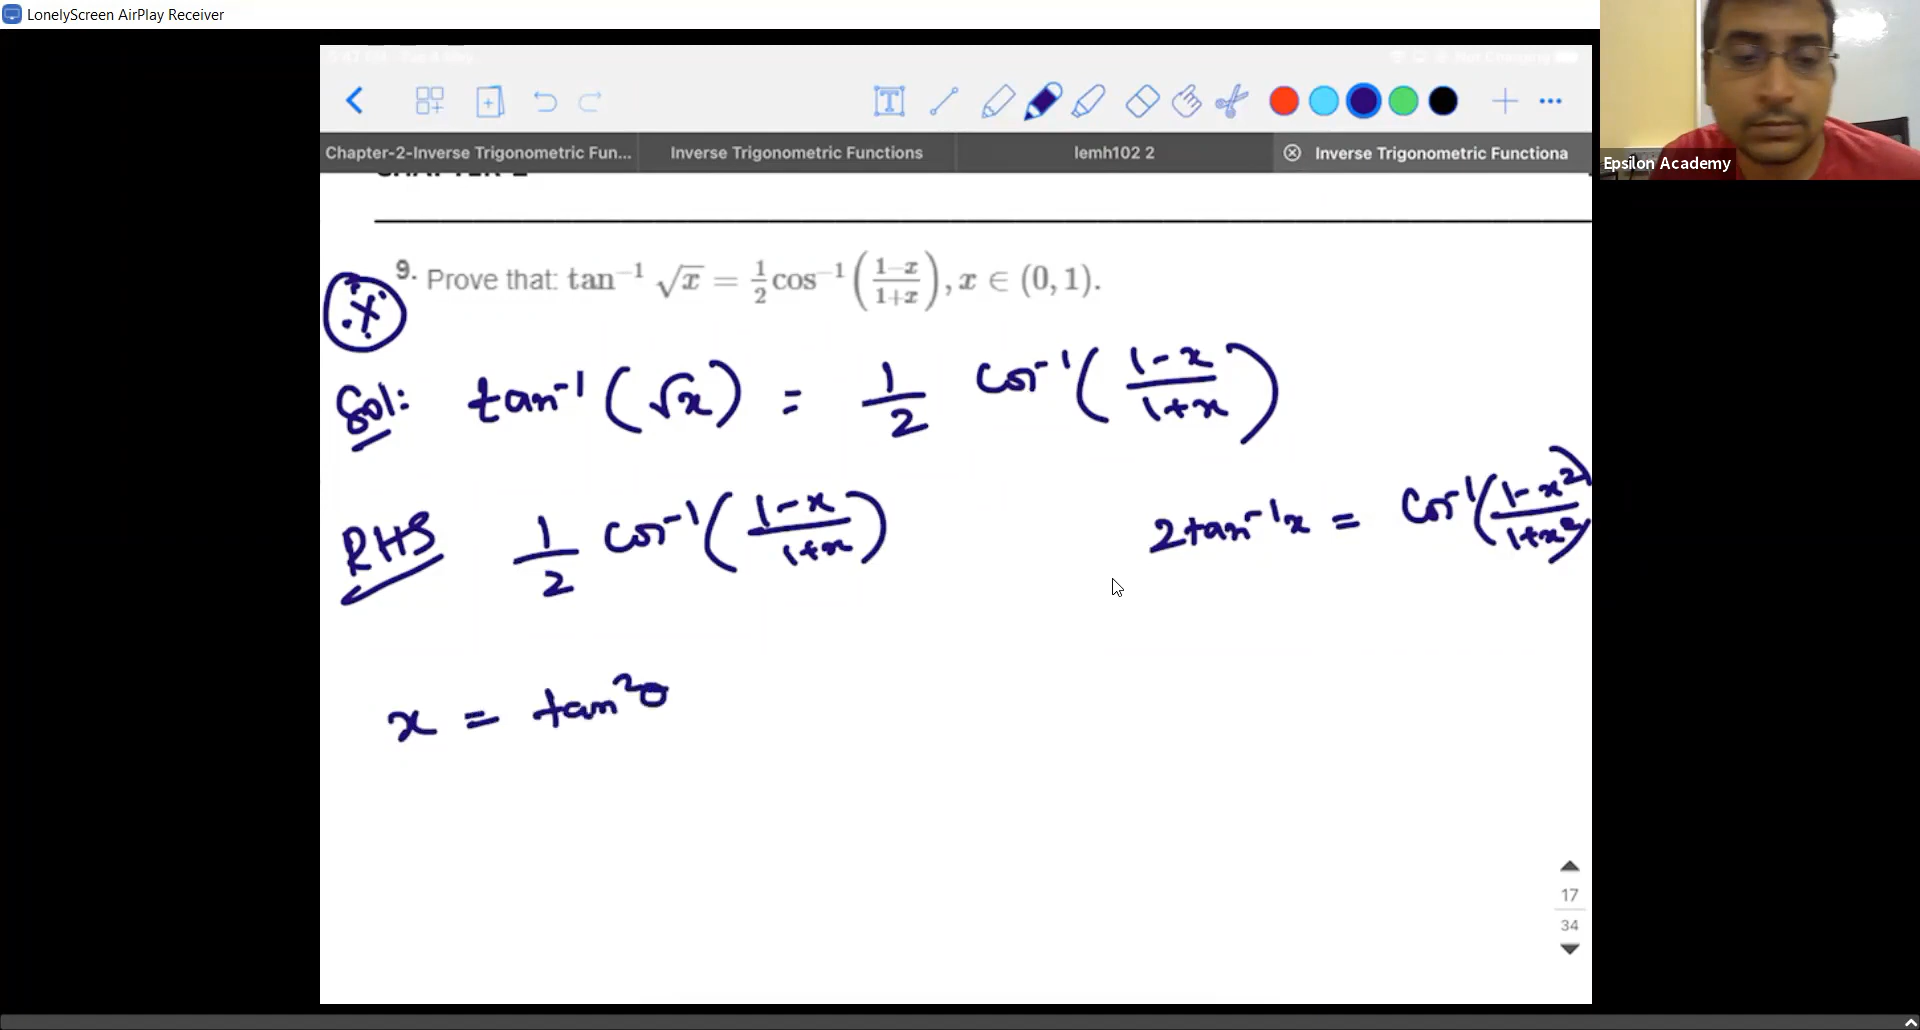 LonelyScreen AirPlay Receiver
Chapter-2-Inverse Trigonometric Fun...
Inverse Trigonometric Functions
lemh102 2
Inverse Trigonometric Functiona
Epsilon Academy
9. Prove that: tan⁻¹ √x = 1/2 cos⁻¹ ((1−x)/(1+x)), x ∈ (0, 1).
Sol: tan⁻¹ (√x) = 1/2 cos⁻¹ ((1-x)/(1+x))
RHS 1/2 cos⁻¹ ((1-x)/(1+x))
2tan⁻¹x = cos⁻¹ ((1-x²)/(1+x²))
x = tan²θ
17
34